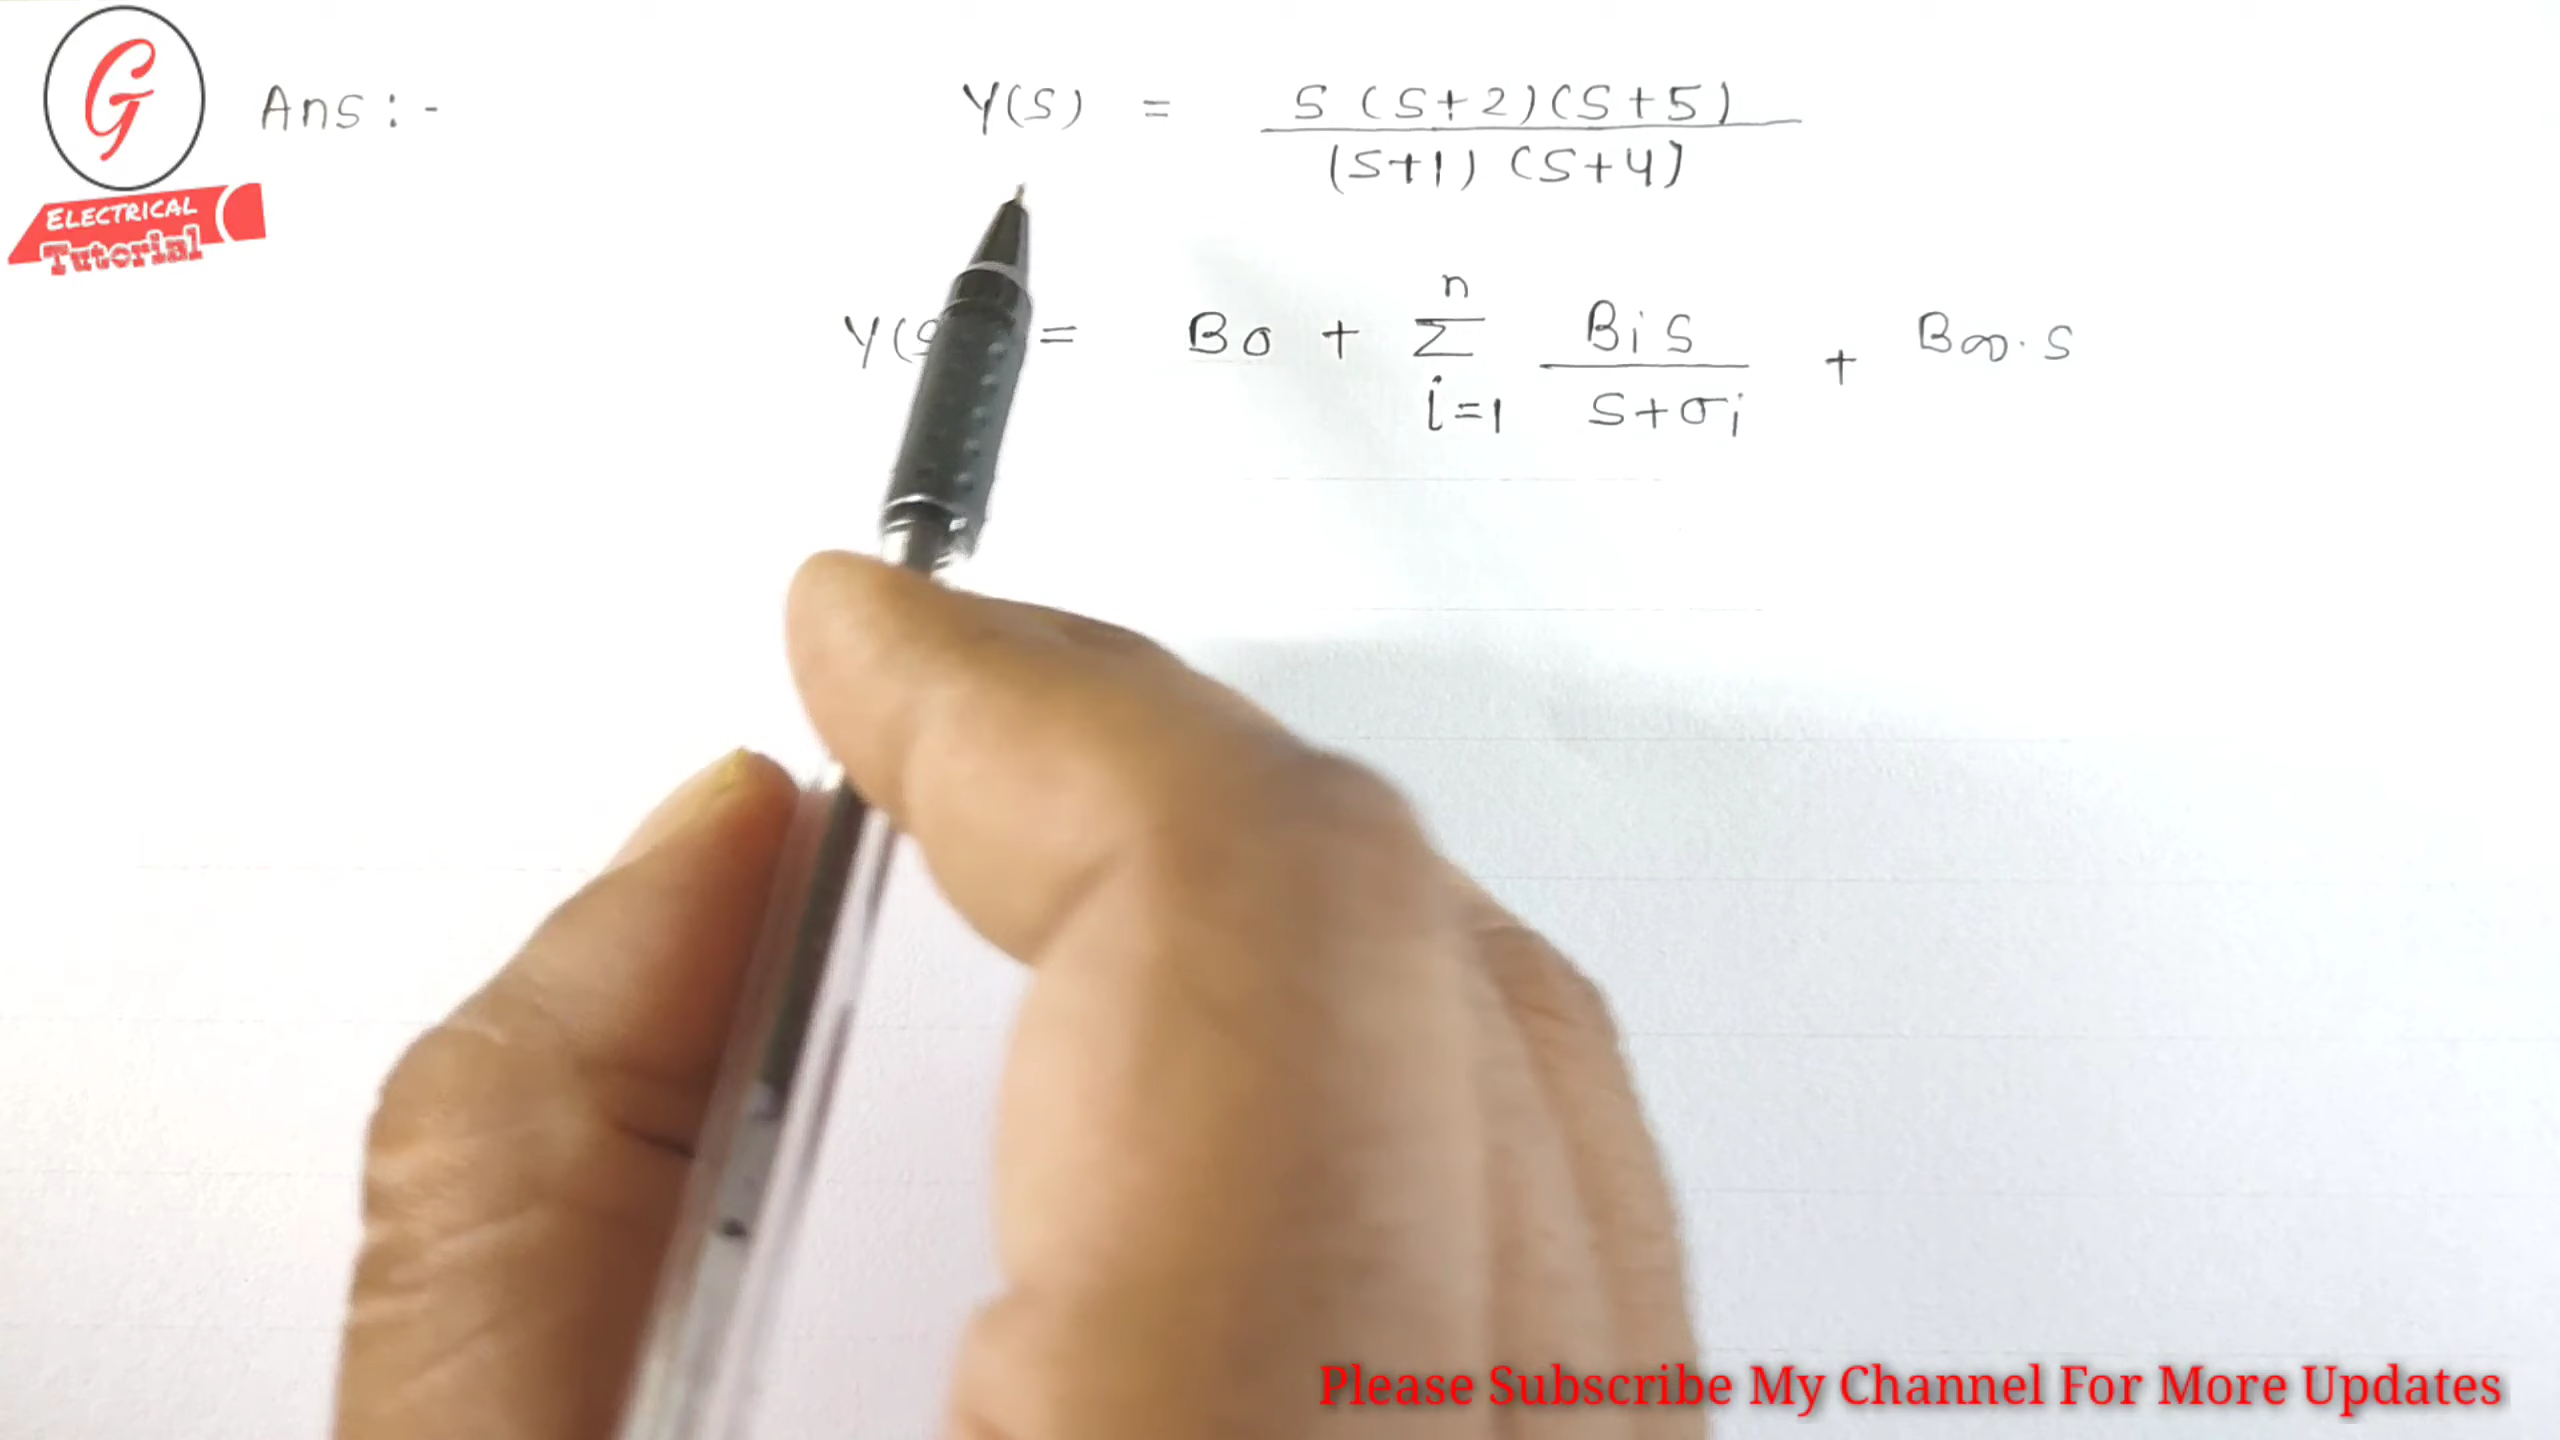 G
ELECTRICAL
Tutorial
Ans :- Y(S) = S (S+2)(S+5)
(S+1) (S+4)
n
Y(S = Bo + Σ Bi S + B∞ · S
i=1 S+σi
Please Subscribe My Channel For More Updates